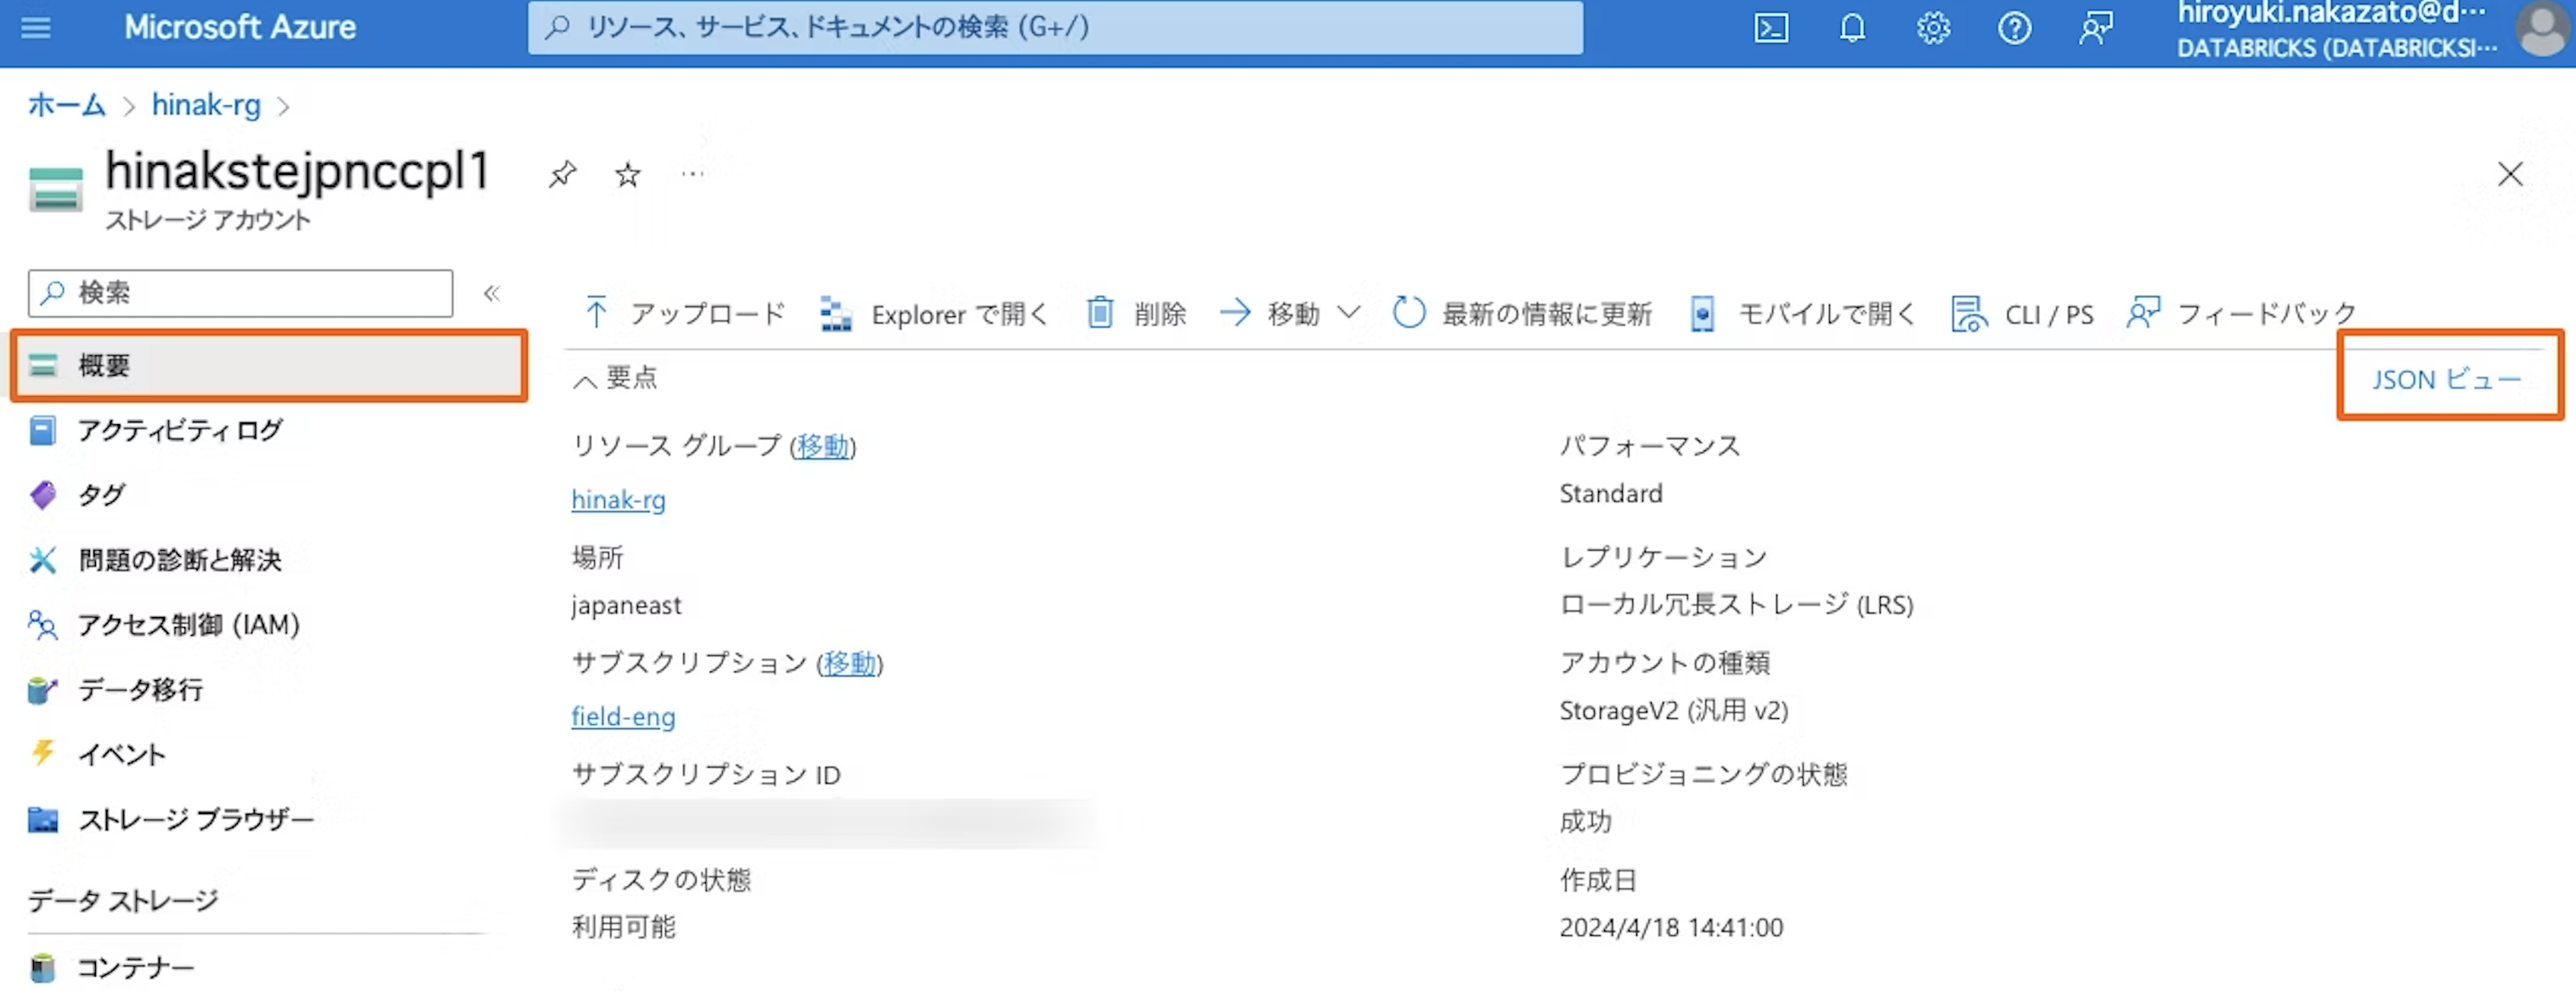 Microsoft Azure
リソース、サービス、ドキュメントの検索 (G+/)
hiroyuki.nakazato@d…
DATABRICKS (DATABRICKSI…
ホーム > hinak-rg >
hinakstejpnccpl1
ストレージ アカウント
検索
アップロード
Explorer で開く
削除
移動
最新の情報に更新
モバイルで開く
CLI / PS
フィードバック
概要
アクティビティ ログ
タグ
問題の診断と解決
アクセス制御 (IAM)
データ移行
イベント
ストレージ ブラウザー
データ ストレージ
コンテナー
要点
JSON ビュー
リソース グループ (移動)
hinak-rg
場所
japaneast
サブスクリプション (移動)
field-eng
サブスクリプション ID
ディスクの状態
利用可能
パフォーマンス
Standard
レプリケーション
ローカル冗長ストレージ (LRS)
アカウントの種類
StorageV2 (汎用 v2)
プロビジョニングの状態
成功
作成日
2024/4/18 14:41:00